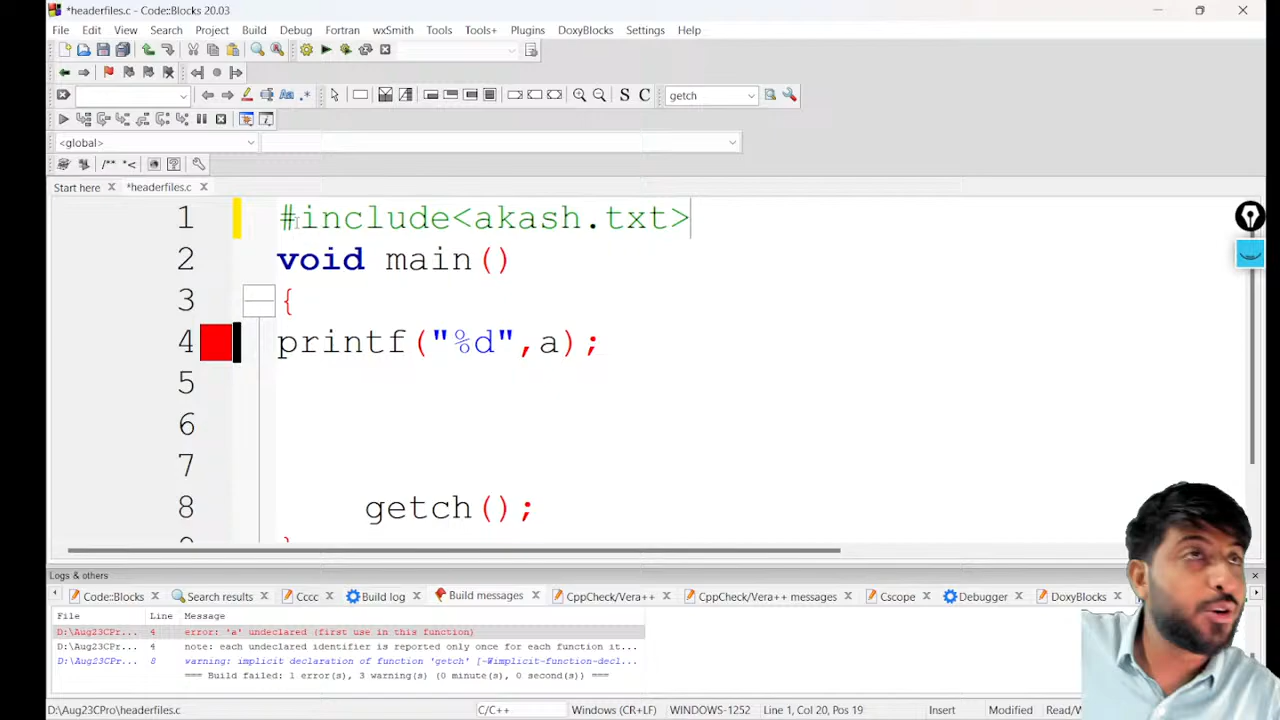 *headerfiles.c - Code::Blocks 20.03
File Edit View Search Project Build Debug Fortran wxSmith Tools Tools+ Plugins DoxyBlocks Settings Help
S C getch
<global>
/** *<
Start here *headerfiles.c
1 #include<akash.txt>
2 void main()
3 {
4 printf("%d",a);
5
6
7
8 getch();
Logs & others
Code::Blocks Search results Cccc Build log Build messages CppCheck/Vera++ CppCheck/Vera++ messages Cscope Debugger DoxyBlocks
File Line Message
D:\Aug23CPr... 4 error: 'a' undeclared (first use in this function)
D:\Aug23CPr... 4 note: each undeclared identifier is reported only once for each function it...
D:\Aug23CPr... 8 warning: implicit declaration of function 'getch' [-Wimplicit-function-decl...
=== Build failed: 1 error(s), 3 warning(s) (0 minute(s), 0 second(s)) ===
D:\Aug23CPro\headerfiles.c C/C++ Windows (CR+LF) WINDOWS-1252 Line 1, Col 20, Pos 19 Insert Modified Read/W